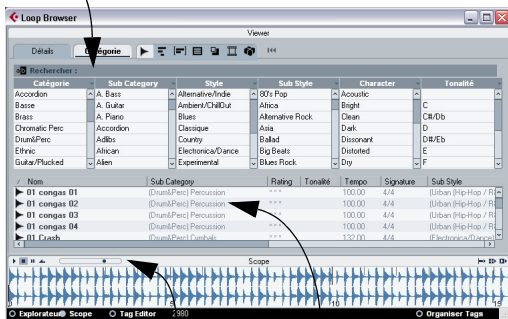 Loop Browser
Viewer
Détails Catégorie
Rechercher :
Catégorie Sub Category Style Sub Style Character Tonalité
Accordion A. Bass Alternative/Indie 80's Pop Acoustic
Basse A. Guitar Ambient/ChillOut Africa Bright C
Brass A. Piano Blues Alternative Rock Clean C#/Db
Chromatic Perc Accordion Classique Asia Dark D
Drum&Perc Adlibs Country Ballad Dissonant D#/Eb
Ethnic African Electronica/Dance Big Beats Distorted E
Guitar/Plucked Alien Experimental Blues Rock Dry F
Nom Sub Category Rating Tonalité Tempo Signature Sub Style
01 congas 01 (Drum&Perc) Percussion *** 100.00 4/4 (Urban (Hip-Hop / R
01 congas 02 (Drum&Perc) Percussion *** 100.00 4/4 (Urban (Hip-Hop / R
01 congas 03 (Drum&Perc) Percussion *** 100.00 4/4 (Urban (Hip-Hop / R
01 congas 04 (Drum&Perc) Percussion *** 100.00 4/4 (Urban (Hip-Hop / R
01 Crash (Drum&Perc) Cymbals *** 132.00 4/4 (Electronica/Dance)
Scope
10 15
Explorateur Scope Tag Editor 2980 Organiser Tags